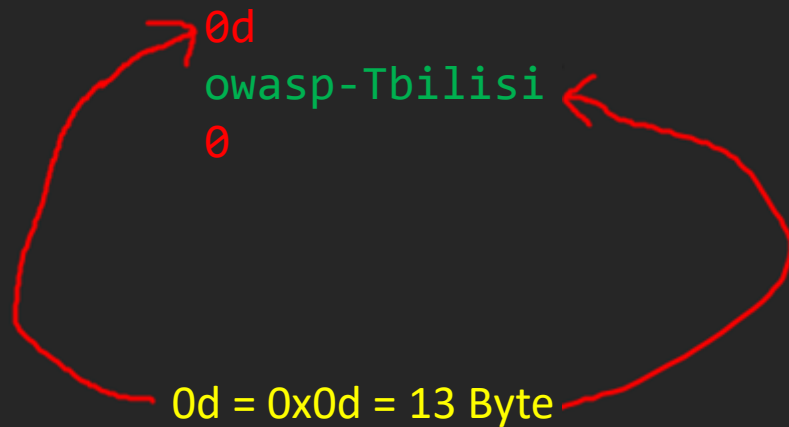 0d
owasp-Tbilisi
0
0d = 0x0d = 13 Byte